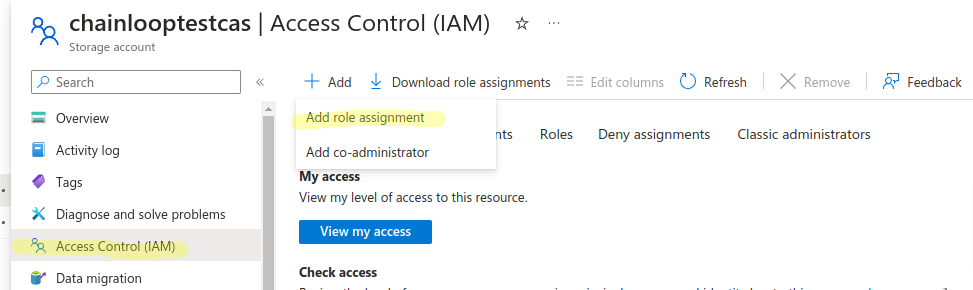 chainlooptestcas | Access Control (IAM)
Storage account
Search
Add
Download role assignments
Edit columns
Refresh
Remove
Feedback
Overview
Activity log
Tags
Diagnose and solve problems
Access Control (IAM)
Data migration
Add role assignment
Add co-administrator
Roles
Deny assignments
Classic administrators
My access
View my level of access to this resource.
View my access
Check access